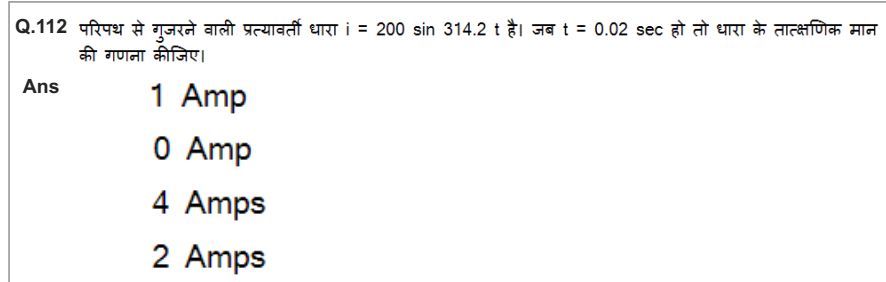 Q.112 परिपथ से गुजरने वाली प्रत्यावर्ती धारा i = 200 sin 314.2 t है। जब t = 0.02 sec हो तो धारा के तात्क्षणिक मान
की गणना कीजिए।
Ans
1 Amp
0 Amp
4 Amps
2 Amps